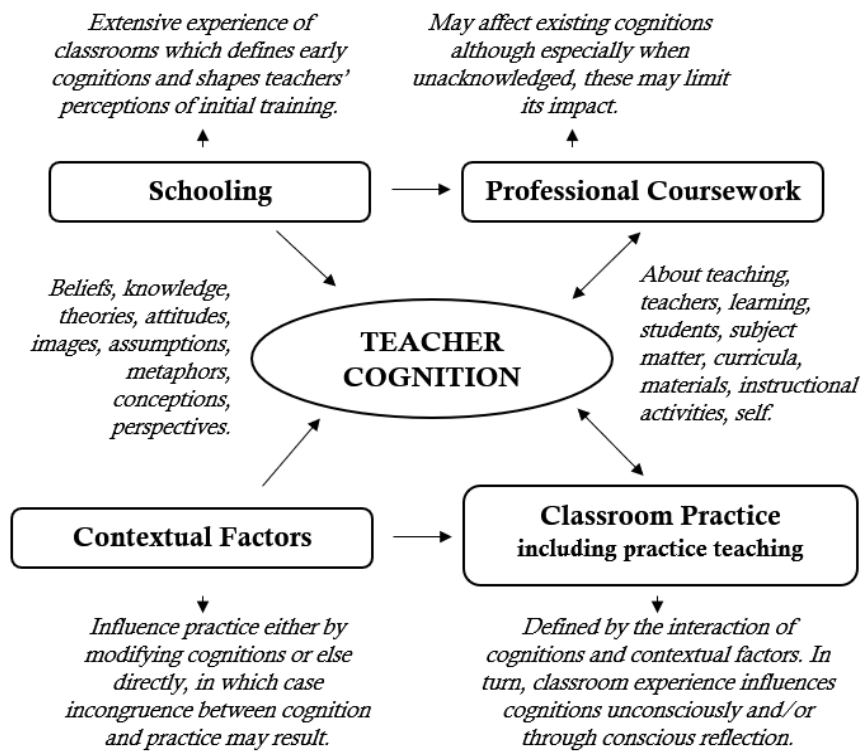 Extensive experience of
classrooms which defines early
cognitions and shapes teachers'
perceptions of initial training.
May affect existing cognitions
although especially when
unacknowledged, these may limit
its impact.
Schooling
Professional Coursework
Beliefs, knowledge,
theories, attitudes,
images, assumptions,
metaphors,
conceptions,
perspectives.
TEACHER
COGNITION
About teaching,
teachers, learning,
students, subject
matter, curricula,
materials, instructional
activities, self.
Contextual Factors
Classroom Practice
including practice teaching
Influence practice either by
modifying cognitions or else
directly, in which case
incongruence between cognition
and practice may result.
Defined by the interaction of
cognitions and contextual factors. In
turn, classroom experience influences
cognitions unconsciously and/or
through conscious reflection.